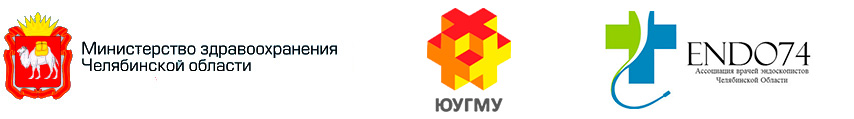 Министерство здравоохранения
Челябинской области
ЮУГМУ
ENDO74
Ассоциация врачей эндоскопистов
Челябинской Области